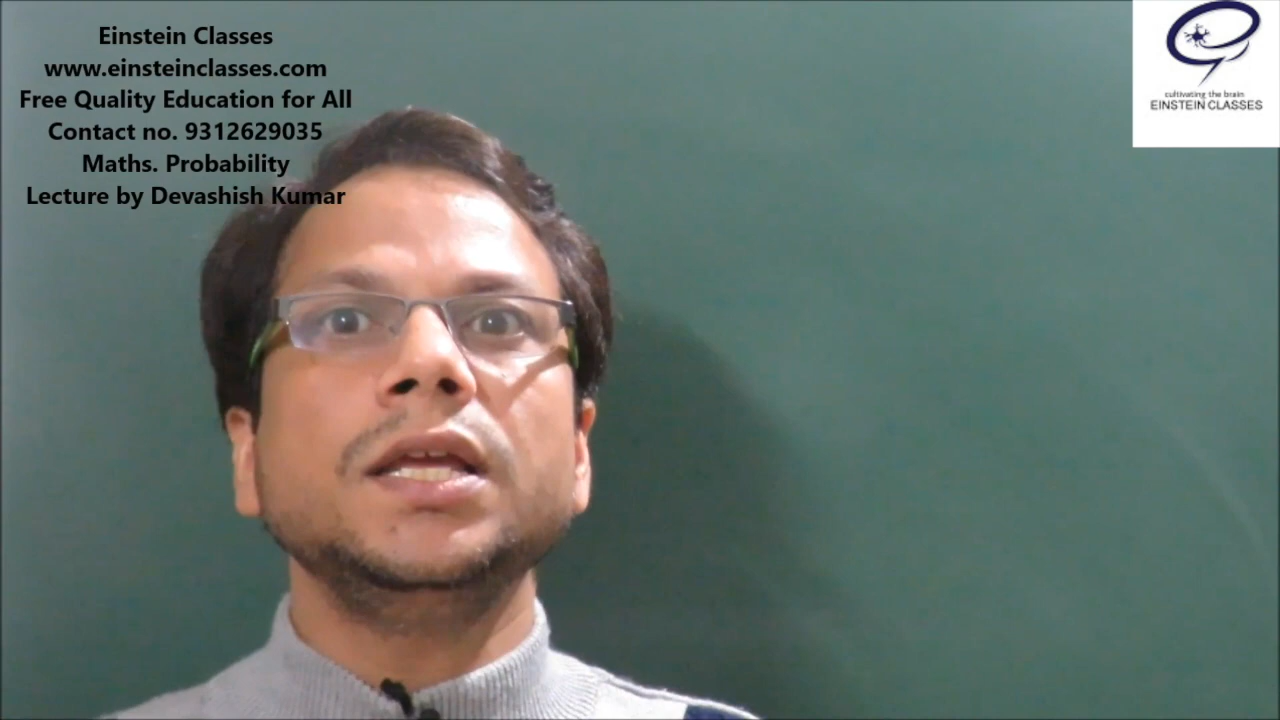 Einstein Classes
www.einsteinclasses.com
Free Quality Education for All
Contact no. 9312629035
Maths. Probability
Lecture by Devashish Kumar
cultivating the brain
EINSTEIN CLASSES